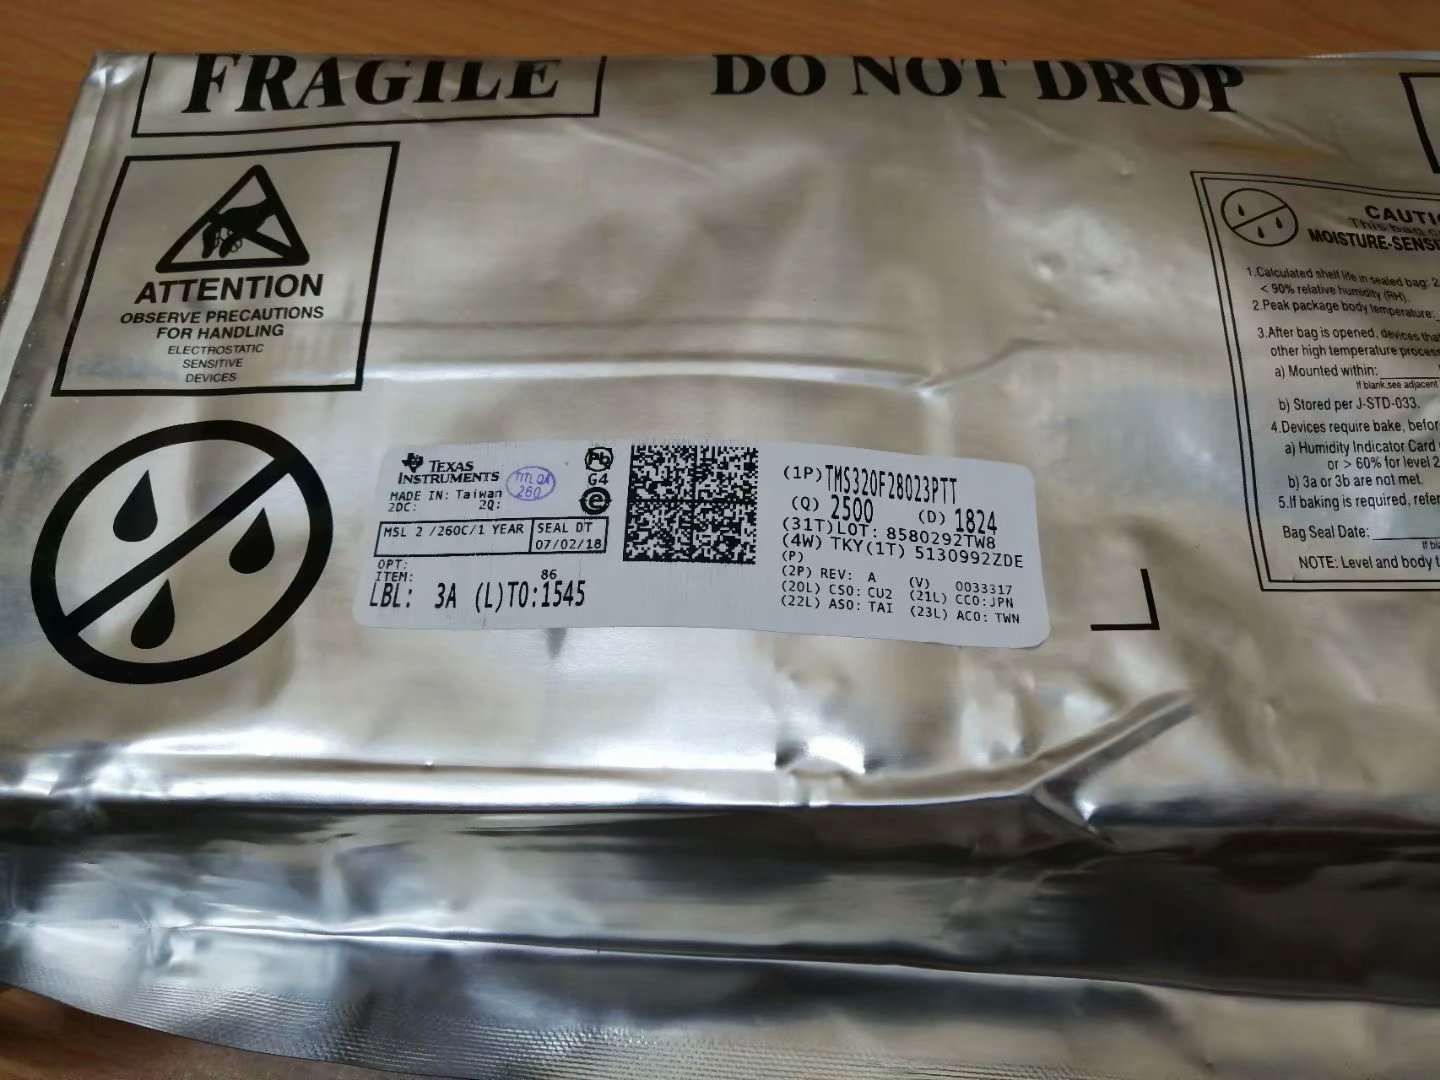 FRAGILE
DO NOT DROP
ATTENTION
OBSERVE PRECAUTIONS
FOR HANDLING
ELECTROSTATIC
SENSITIVE
DEVICES
TEXAS
INSTRUMENTS
MADE IN: Taiwan
2DC: 2Q:
TITL QA
260
Pb
G4
e
MSL 2 /260C/1 YEAR
SEAL DT
07/02/18
OPT:
ITEM: 86
LBL: 3A (L)TO:1545
(1P)TMS320F28023PTT
(Q) 2500 (D) 1824
(31T)LOT: 8580292TW8
(4W) TKY(1T) 5130992ZDE
(P)
(2P) REV: A (V) 0033317
(20L) CSO: CU2 (21L) CCO:JPN
(22L) ASO: TAI (23L) ACO: TWN
This bag
MOISTURE-SENSI
1.Calculated shelf life in sealed bag: 2
< 90% relative humidity (RH).
2.Peak package body temperature:
3.After bag is opened, devices tha
other high temperature process
a) Mounted within:
If blank,see adjacent
b) Stored per J-STD-033.
4.Devices require bake, befor
a) Humidity Indicator Card
or > 60% for level 2
b) 3a or 3b are not met.
5.If baking is required, refer
Bag Seal Date:
NOTE: Level and body t